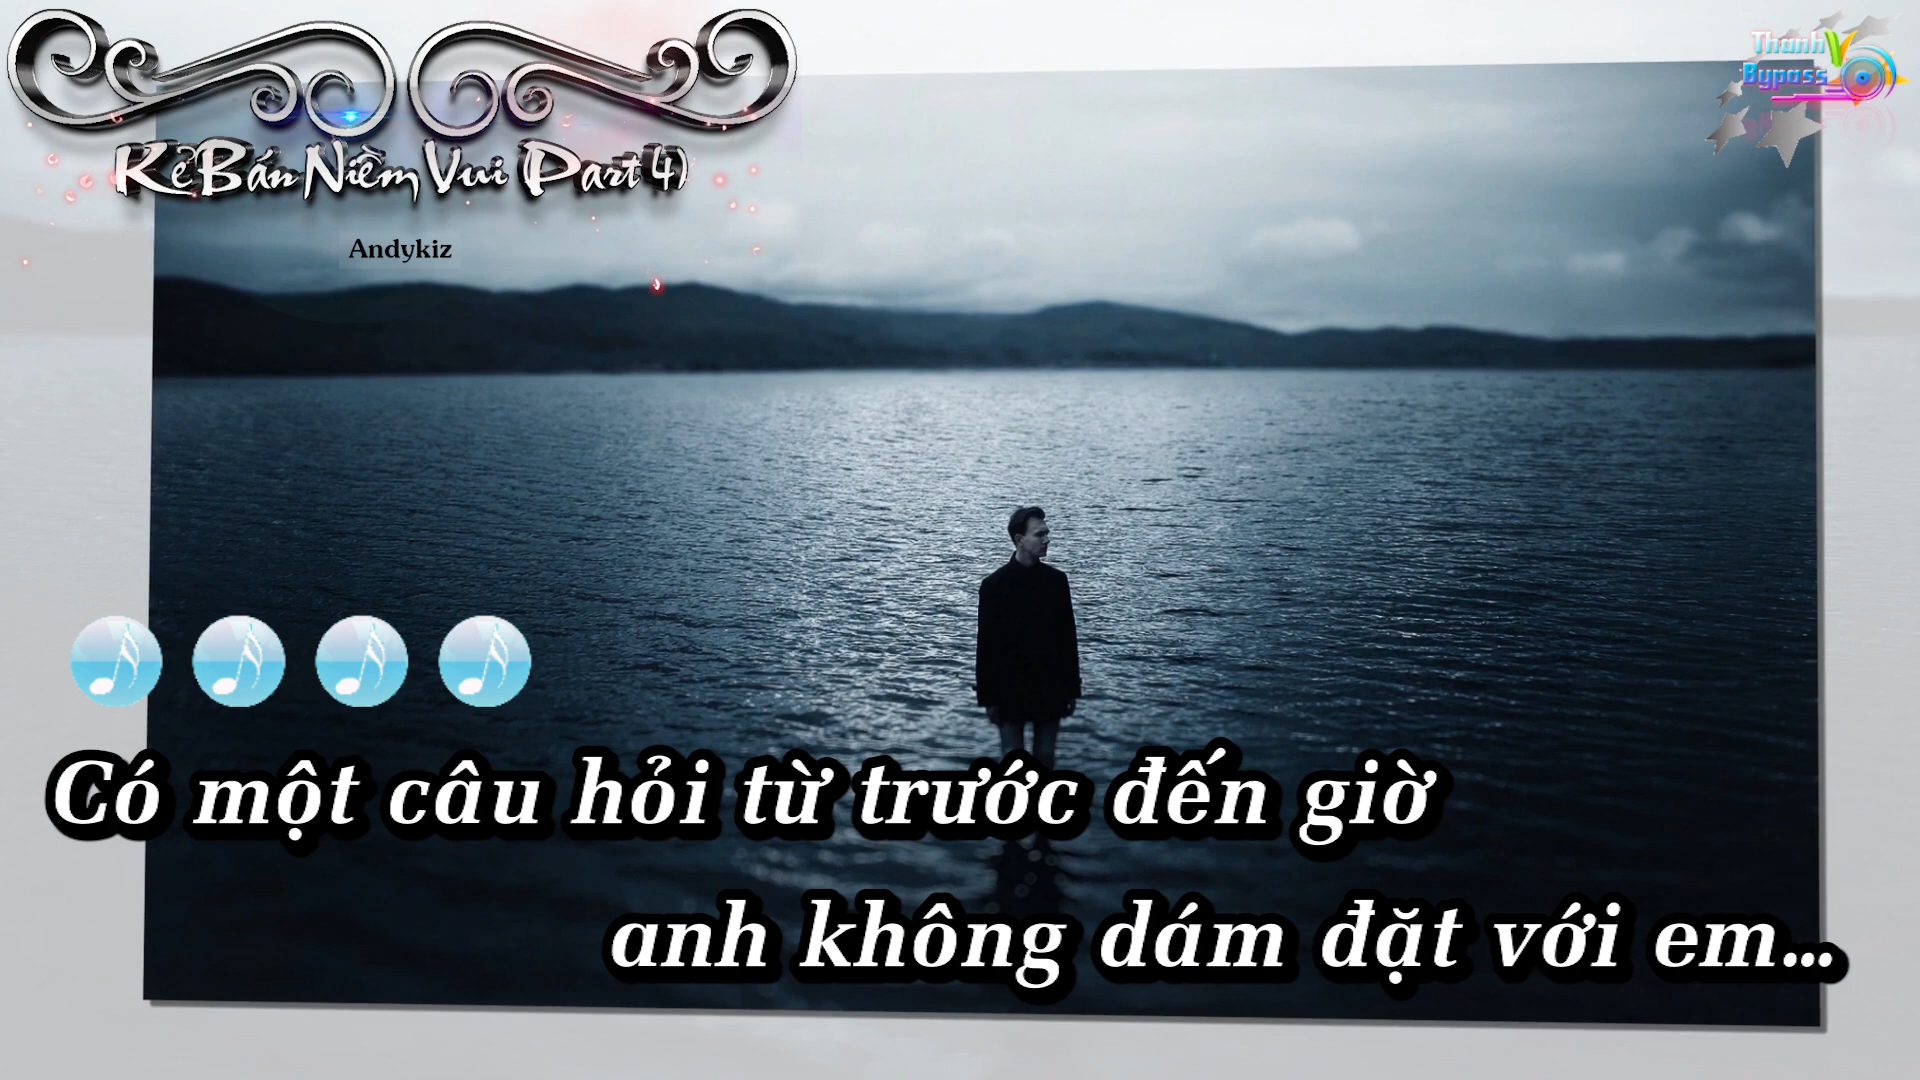 Kẻ Bán Niềm Vui (Part 4)
Andykiz
Thanh
Bypass
Có một câu hỏi từ trước đến giờ
anh không dám đặt với em...